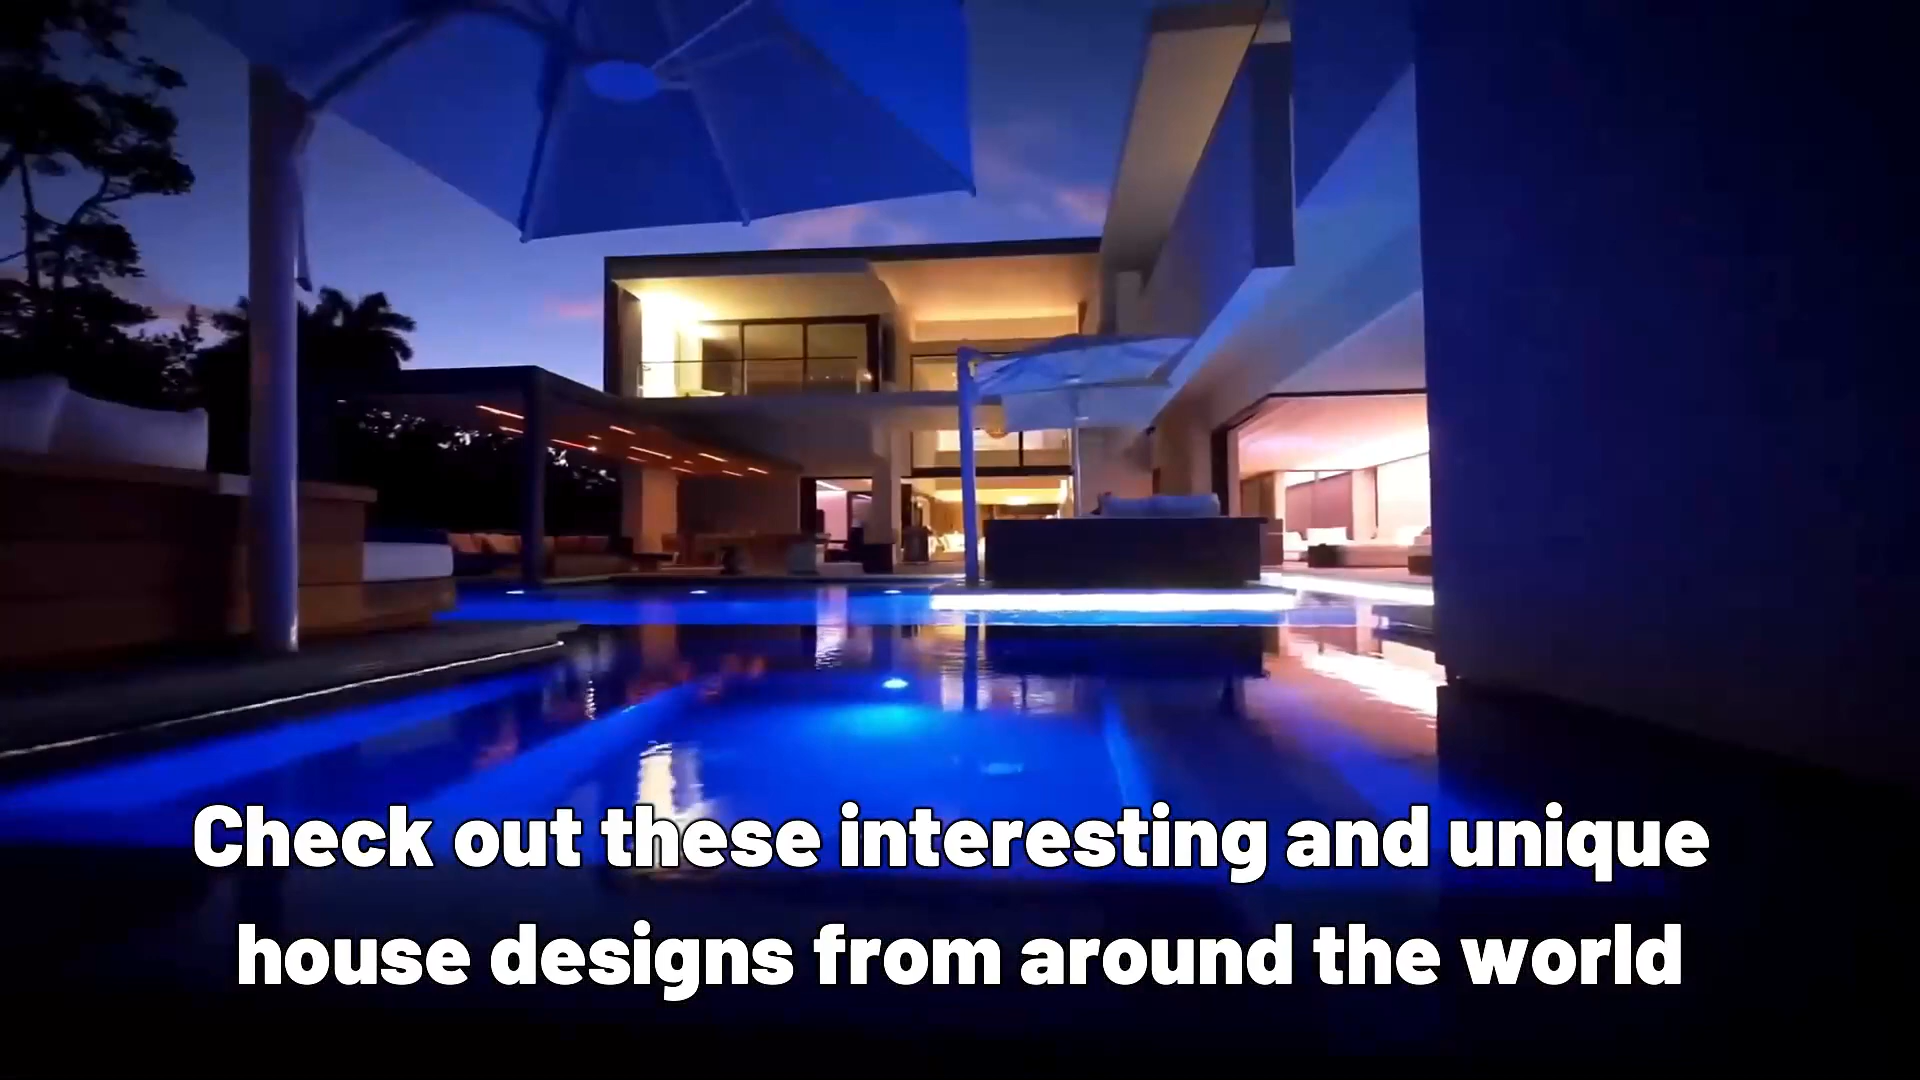 Check out these interesting and unique
house designs from around the world